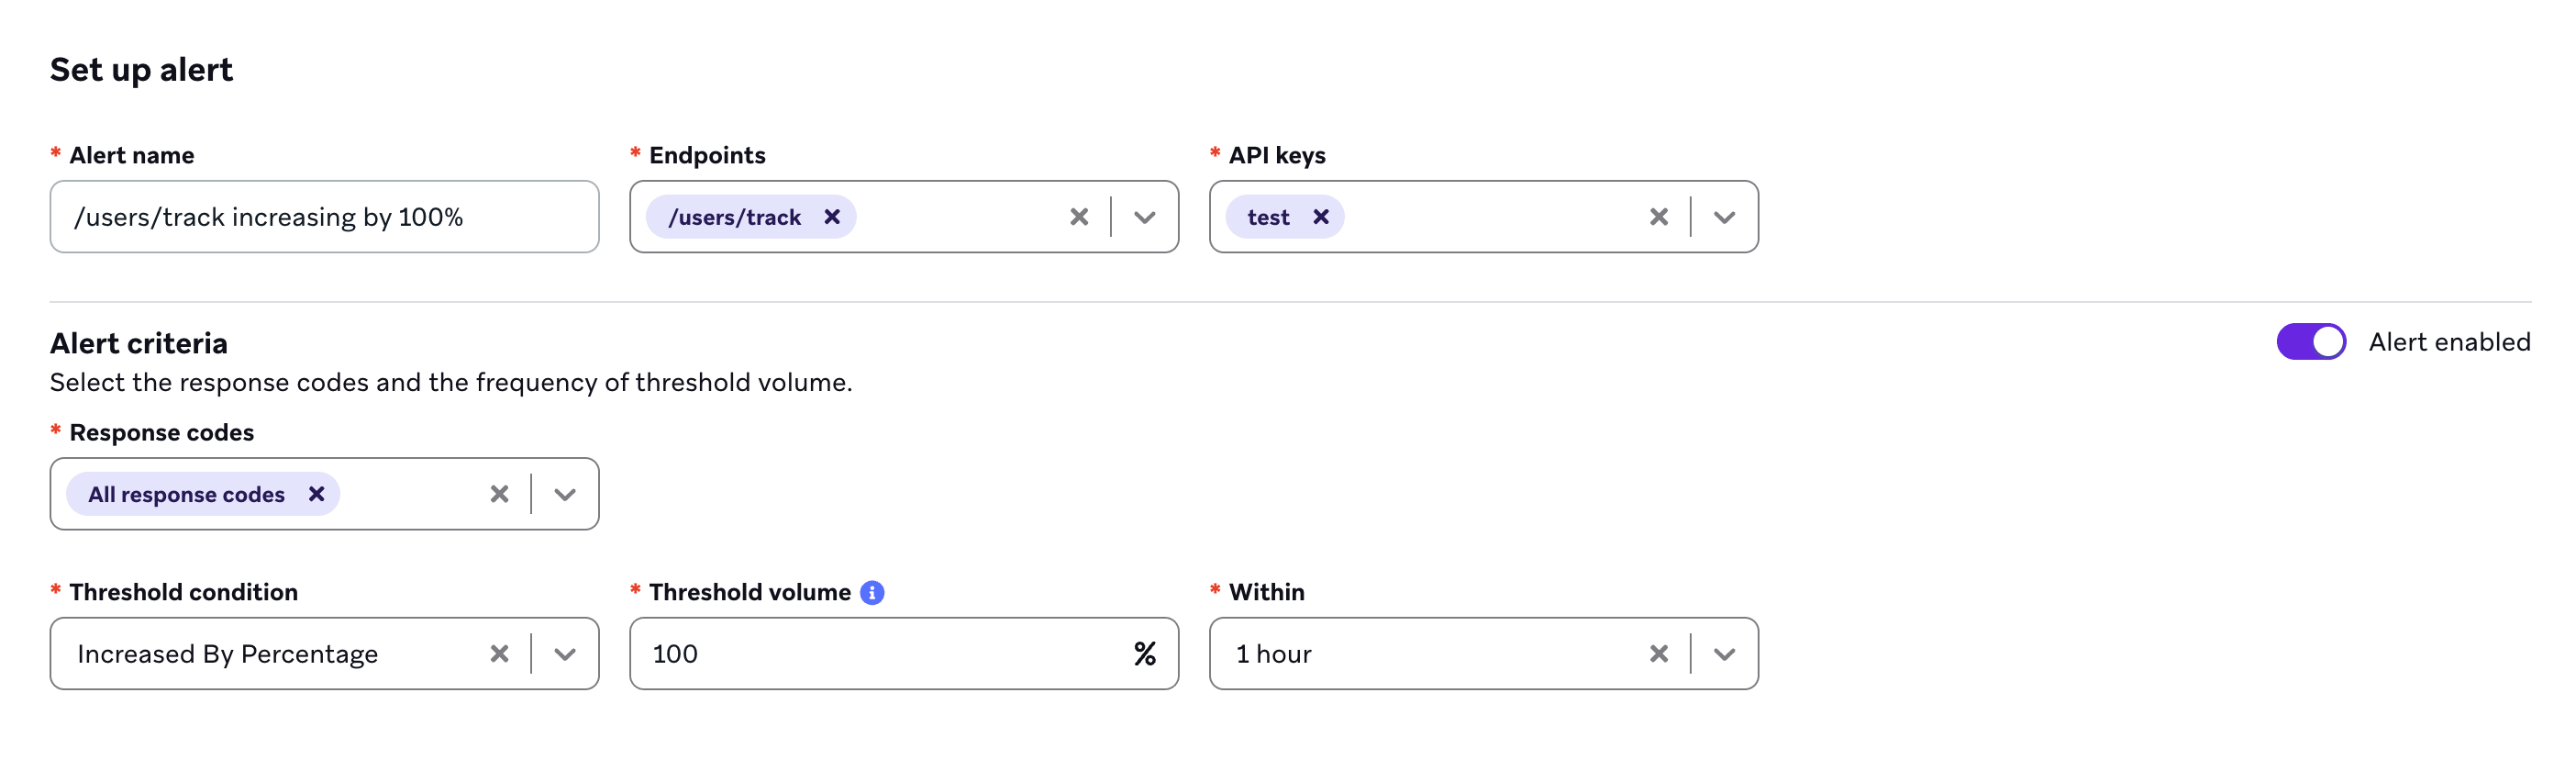 Set up alert
* Alert name
* Endpoints
* API keys
/users/track increasing by 100%
/users/track
test
Alert criteria
Alert enabled
Select the response codes and the frequency of threshold volume.
* Response codes
All response codes
* Threshold condition
* Threshold volume
* Within
Increased By Percentage
100 %
1 hour